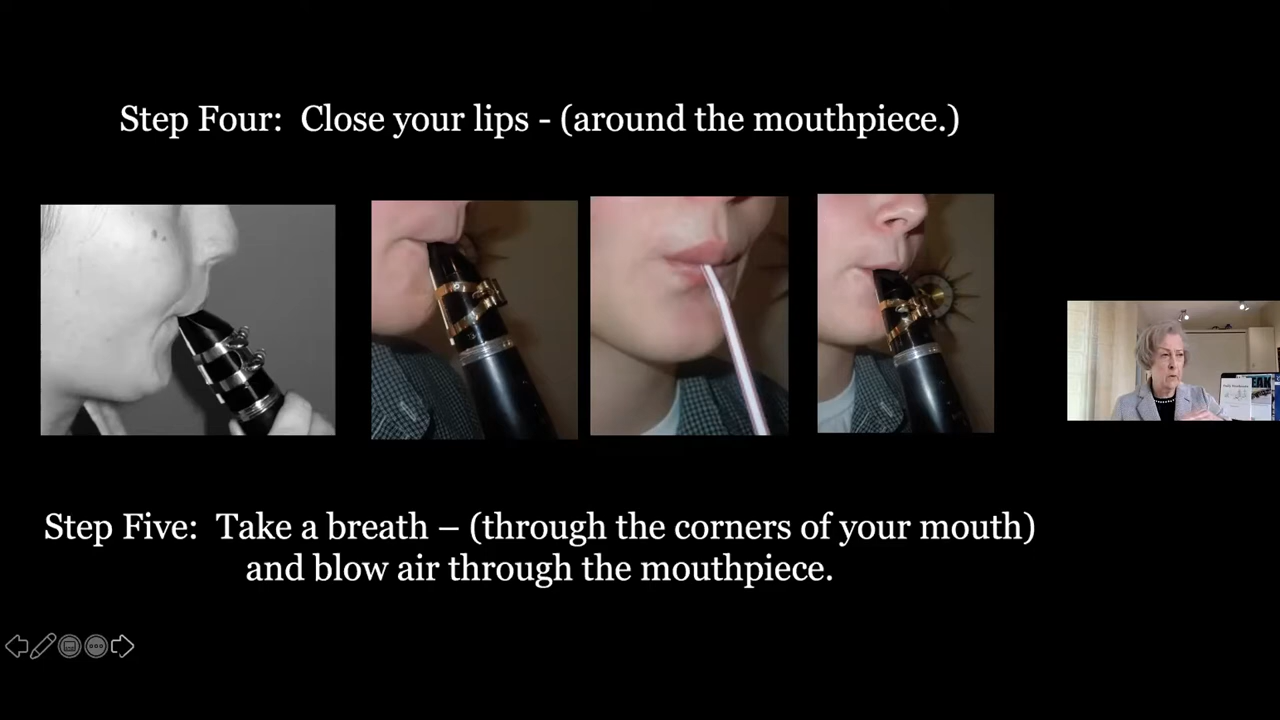 Step Four:  Close your lips - (around the mouthpiece.)
Step Five:  Take a breath – (through the corners of your mouth)
and blow air through the mouthpiece.